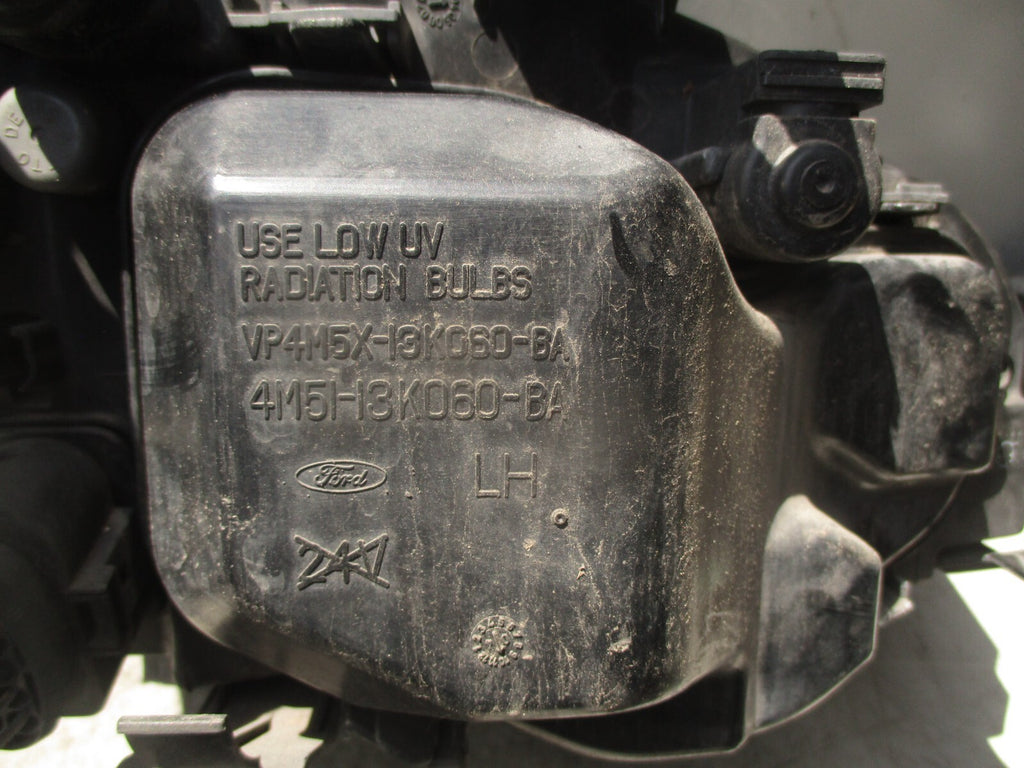 USE LOW UV
RADIATION BULBS
VP4M5X-13K060-BA
4M51-13K060-BA
Ford LH